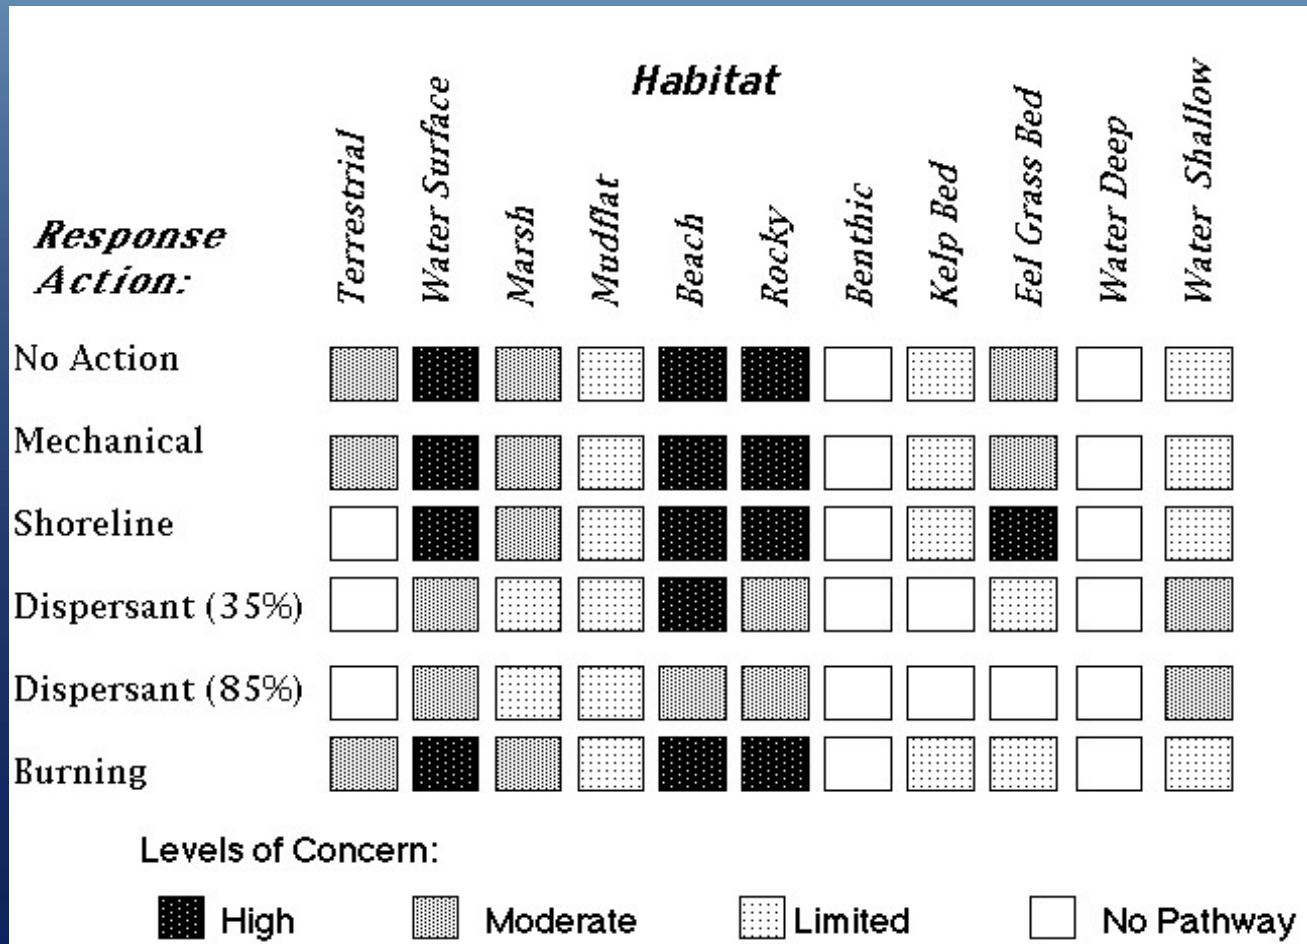 Habitat
Response
Action:
Terrestrial
Water Surface
Marsh
Mudflat
Beach
Rocky
Benthic
Kelp Bed
Eel Grass Bed
Water Deep
Water Shallow
No Action
Mechanical
Shoreline
Dispersant (35%)
Dispersant (85%)
Burning
Levels of Concern:
High Moderate Limited No Pathway